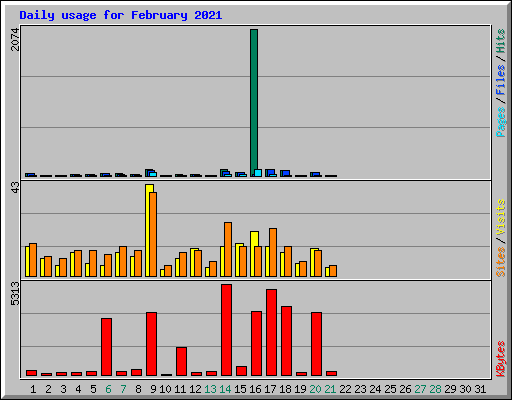 Daily usage for February 2021
2074
Pages / Files / Hits
43
Sites / Visits
5313
KBytes
1 2 3 4 5 6 7 8 9 10 11 12 13 14 15 16 17 18 19 20 21 22 23 24 25 26 27 28 29 30 31